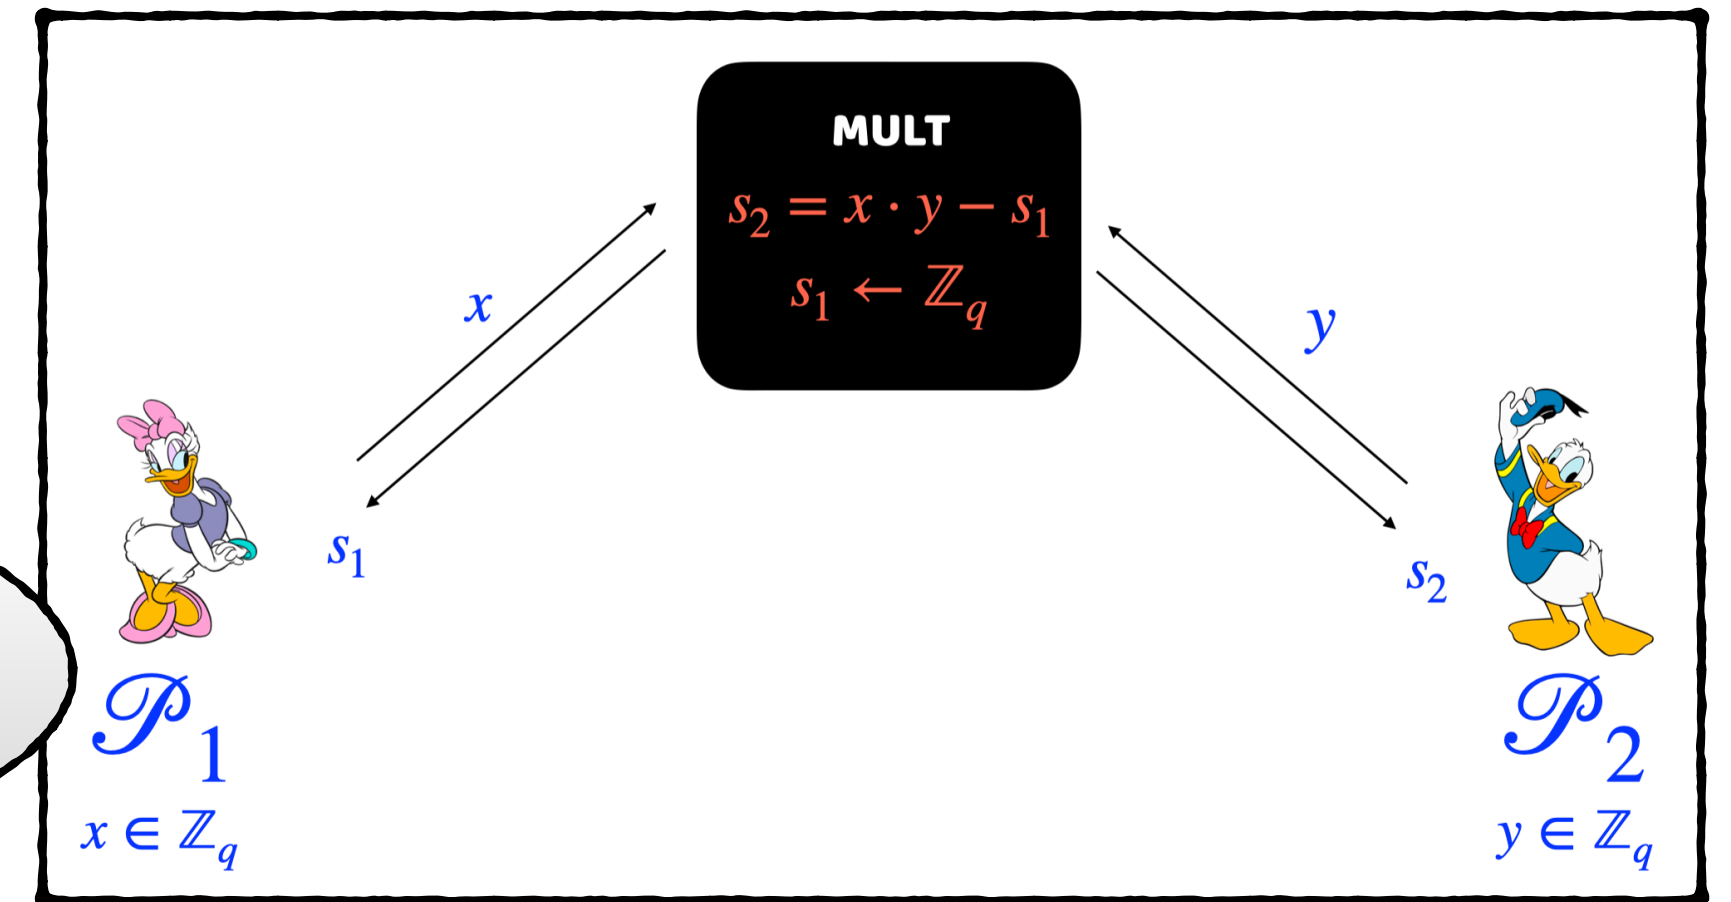 MULT
s₂ = x · y − s₁
s₁ ← ℤ_q
x
y
s₁
s₂
𝒫₁
𝒫₂
x ∈ ℤ_q
y ∈ ℤ_q